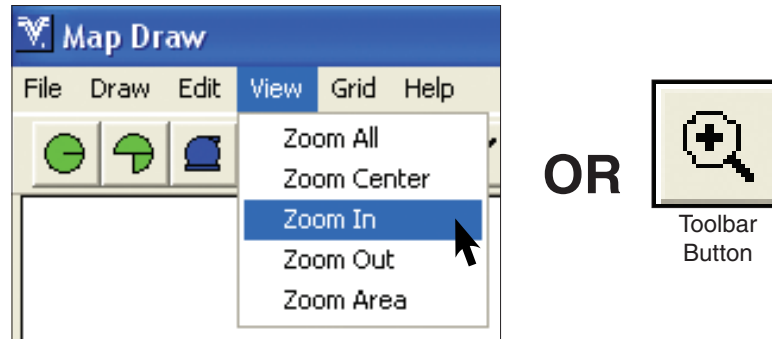 Map Draw
File Draw Edit View Grid Help
Zoom All
Zoom Center
Zoom In
Zoom Out
Zoom Area
OR
Toolbar
Button